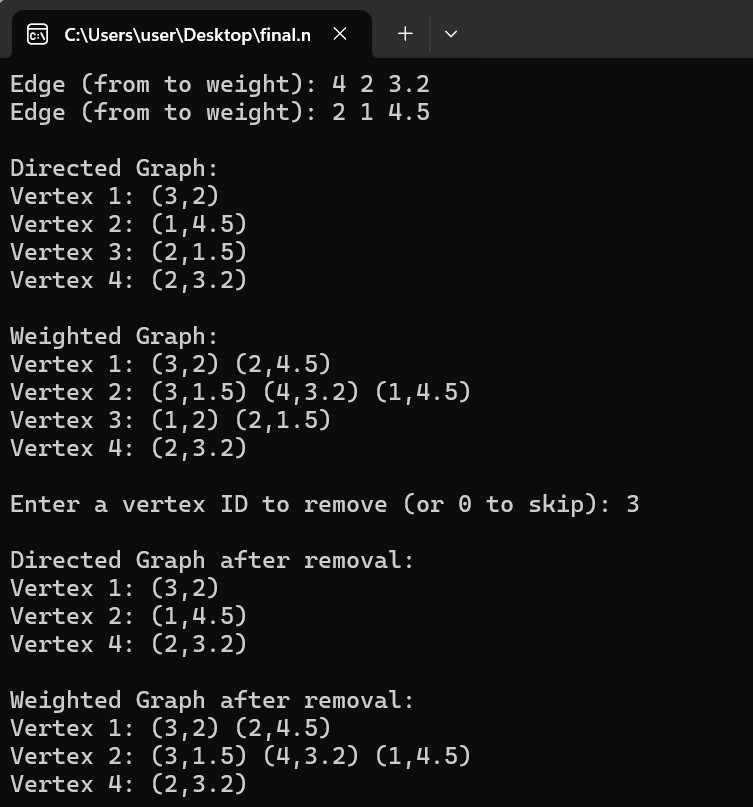 C:\Users\user\Desktop\final.n
Edge (from to weight): 4 2 3.2
Edge (from to weight): 2 1 4.5
Directed Graph:
Vertex 1: (3,2)
Vertex 2: (1,4.5)
Vertex 3: (2,1.5)
Vertex 4: (2,3.2)
Weighted Graph:
Vertex 1: (3,2) (2,4.5)
Vertex 2: (3,1.5) (4,3.2) (1,4.5)
Vertex 3: (1,2) (2,1.5)
Vertex 4: (2,3.2)
Enter a vertex ID to remove (or 0 to skip): 3
Directed Graph after removal:
Vertex 1: (3,2)
Vertex 2: (1,4.5)
Vertex 4: (2,3.2)
Weighted Graph after removal:
Vertex 1: (3,2) (2,4.5)
Vertex 2: (3,1.5) (4,3.2) (1,4.5)
Vertex 4: (2,3.2)